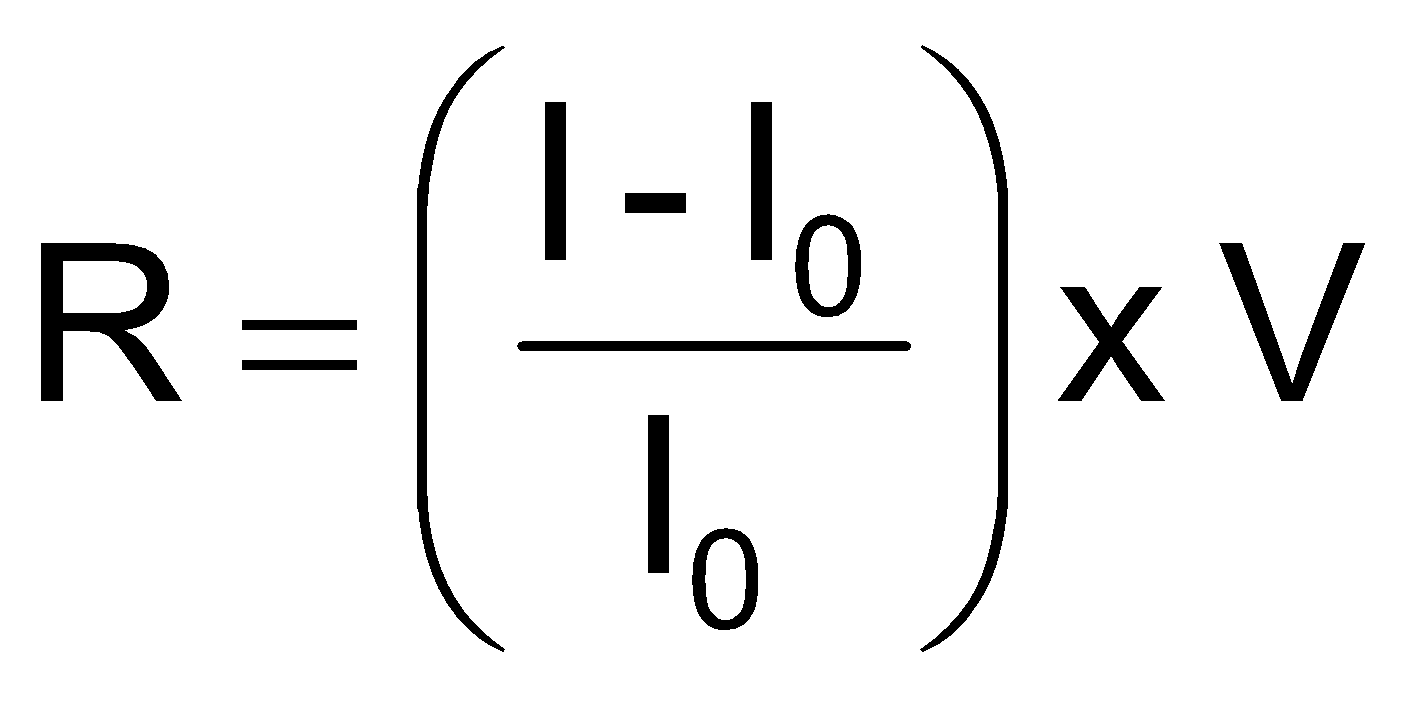 R = ( (I - I₀) / I₀ ) x V